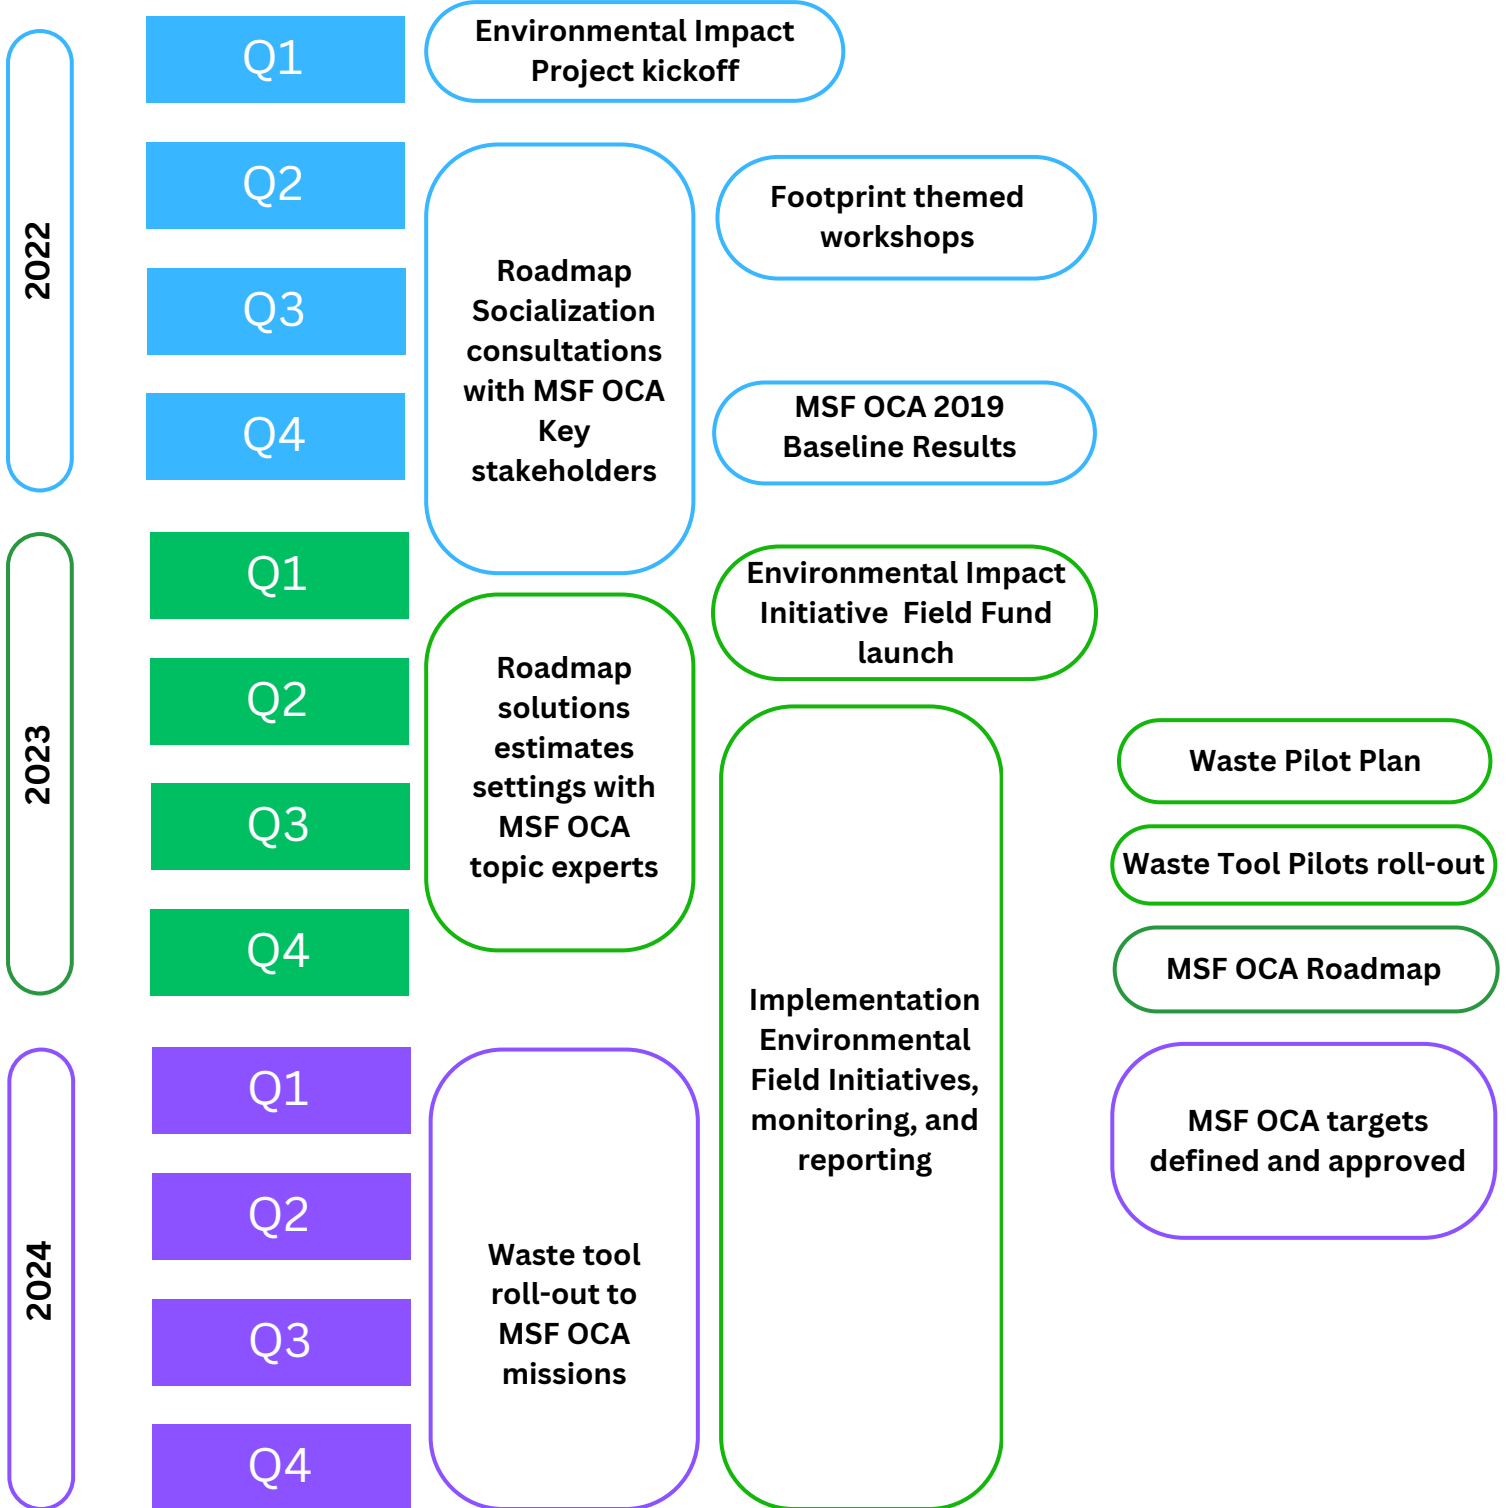 2022
Q1
Environmental Impact
Project kickoff
Q2
Q3
Q4
Roadmap
Socialization
consultations
with MSF OCA
Key
stakeholders
Footprint themed
workshops
MSF OCA 2019
Baseline Results
2023
Q1
Q2
Q3
Q4
Roadmap
solutions
estimates
settings with
MSF OCA
topic experts
Environmental Impact
Initiative Field Fund
launch
Implementation
Environmental
Field Initiatives,
monitoring, and
reporting
Waste Pilot Plan
Waste Tool Pilots roll-out
MSF OCA Roadmap
2024
Q1
Q2
Q3
Q4
Waste tool
roll-out to
MSF OCA
missions
MSF OCA targets
defined and approved